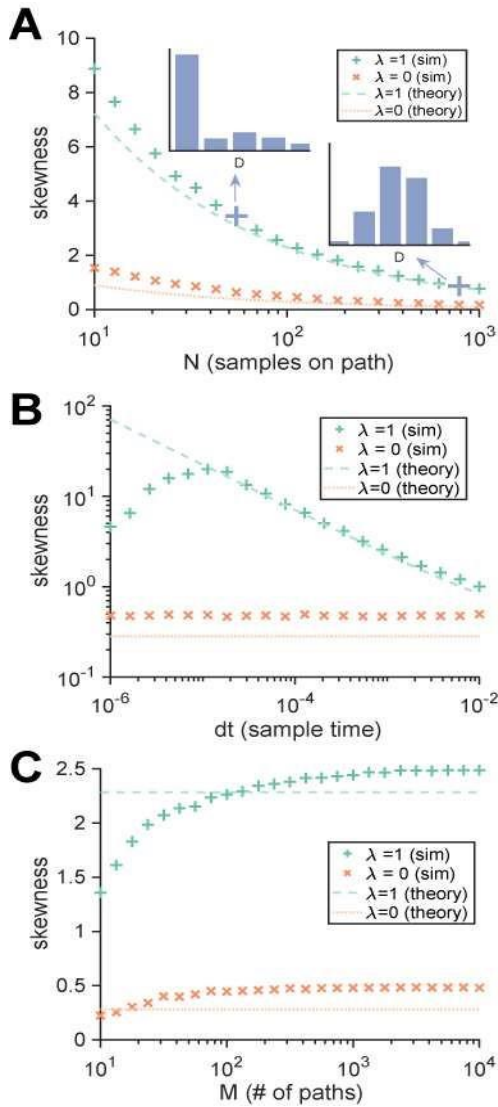 A
10
8
6
4
2
0
skewness
λ =1 (sim)
λ = 0 (sim)
λ=1 (theory)
λ=0 (theory)
D
D
10^1
10^2
10^3
N (samples on path)
B
10^2
10^1
10^0
10^-1
skewness
λ =1 (sim)
λ = 0 (sim)
λ=1 (theory)
λ=0 (theory)
10^-6
10^-4
10^-2
dt (sample time)
C
2.5
2
1.5
1
0.5
0
skewness
λ =1 (sim)
λ = 0 (sim)
λ=1 (theory)
λ=0 (theory)
10^1
10^2
10^3
10^4
M (# of paths)